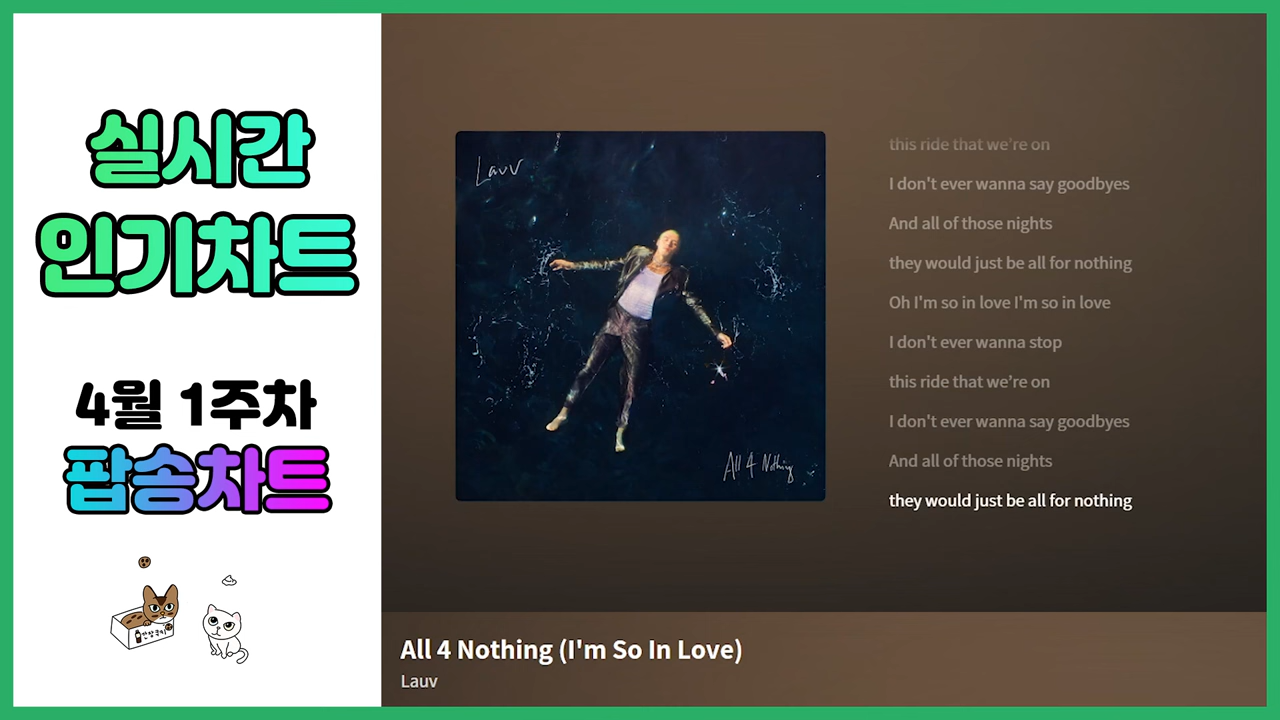 실시간
인기차트
4월 1주차
팝송차트
Lauv
All 4 Nothing
this ride that we're on
I don't ever wanna say goodbyes
And all of those nights
they would just be all for nothing
Oh I'm so in love I'm so in love
I don't ever wanna stop
this ride that we're on
I don't ever wanna say goodbyes
And all of those nights
they would just be all for nothing
All 4 Nothing (I'm So In Love)
Lauv